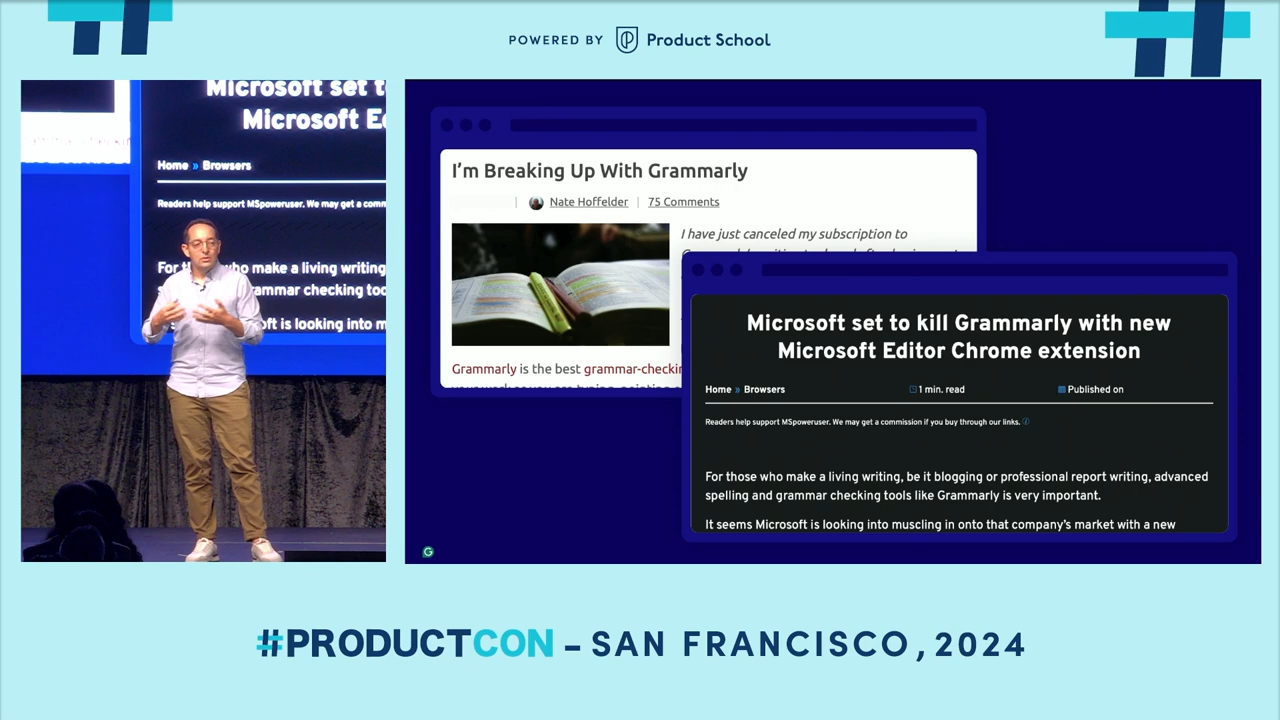 POWERED BY Product School
Microsoft set t
Microsoft Ed
Home » Browsers
Readers help support MSpoweruser. We may get a comm
For who make a living writing
ammar checking too
oft is looking into m
I'm Breaking Up With Grammarly
| Nate Hoffelder | 75 Comments
I have just canceled my subscription to
Grammarly is the best grammar-checkin
Microsoft set to kill Grammarly with new
Microsoft Editor Chrome extension
Home » Browsers 1 min. read Published on
Readers help support MSpoweruser. We may get a commission if you buy through our links.
For those who make a living writing, be it blogging or professional report writing, advanced
spelling and grammar checking tools like Grammarly is very important.
It seems Microsoft is looking into muscling in onto that company's market with a new
#PRODUCTCON – SAN FRANCISCO, 2024